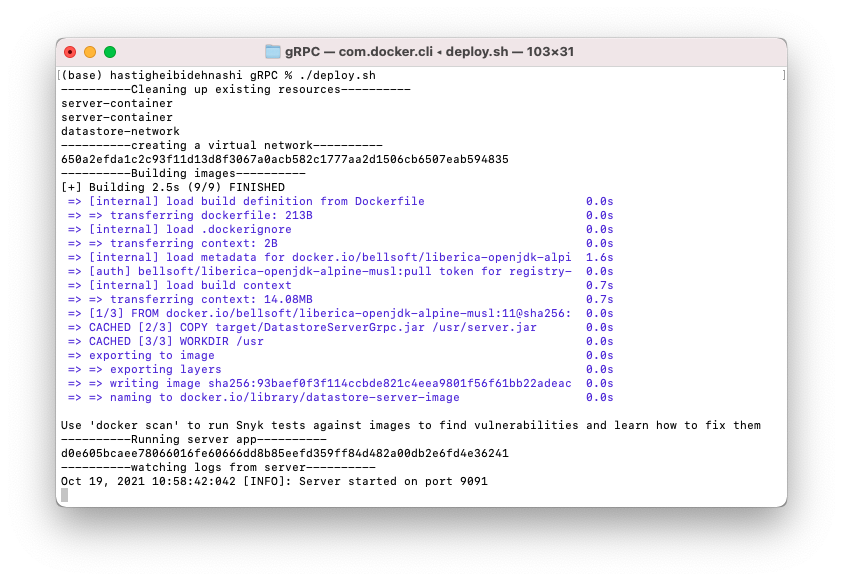 gRPC — com.docker.cli ◂ deploy.sh — 103×31
[(base) hastigheibidehnashi gRPC % ./deploy.sh ]
----------Cleaning up existing resources----------
server-container
server-container
datastore-network
----------creating a virtual network----------
650a2efda1c2c93f11d13d8f3067a0acb582c1777aa2d1506cb6507eab594835
----------Building images----------
[+] Building 2.5s (9/9) FINISHED
=> [internal] load build definition from Dockerfile 0.0s
=> => transferring dockerfile: 213B 0.0s
=> [internal] load .dockerignore 0.0s
=> => transferring context: 2B 0.0s
=> [internal] load metadata for docker.io/bellsoft/liberica-openjdk-alpi 1.6s
=> [auth] bellsoft/liberica-openjdk-alpine-musl:pull token for registry- 0.0s
=> [internal] load build context 0.7s
=> => transferring context: 14.08MB 0.7s
=> [1/3] FROM docker.io/bellsoft/liberica-openjdk-alpine-musl:11@sha256: 0.0s
=> CACHED [2/3] COPY target/DatastoreServerGrpc.jar /usr/server.jar 0.0s
=> CACHED [3/3] WORKDIR /usr 0.0s
=> exporting to image 0.0s
=> => exporting layers 0.0s
=> => writing image sha256:93baef0f3f114ccbde821c4eea9801f56f61bb22adeac 0.0s
=> => naming to docker.io/library/datastore-server-image 0.0s
Use 'docker scan' to run Snyk tests against images to find vulnerabilities and learn how to fix them
----------Running server app----------
d0e605bcaee78066016fe60666dd8b85eefd359ff84d482a00db2e6fd4e36241
----------watching logs from server----------
Oct 19, 2021 10:58:42:042 [INFO]: Server started on port 9091